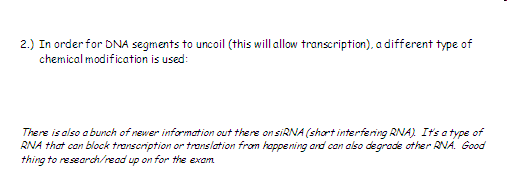 2.) In order for DNA segments to uncoil (this will allow transcription), a different type of
chemical modification is used:
There is also a bunch of newer information out there on siRNA (short interfering RNA). It's a type of
RNA that can block transcription or translation from happening and can also degrade other RNA. Good
thing to research/read up on for the exam.